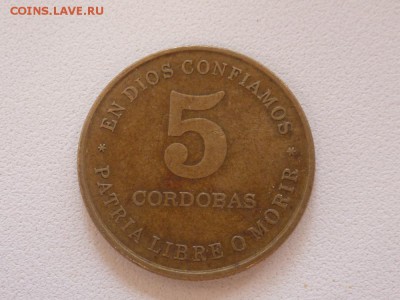 COINS.LAVE.RU
* EN DIOS CONFIAMOS *
5
CORDOBAS
PATRIA LIBRE O MORIR